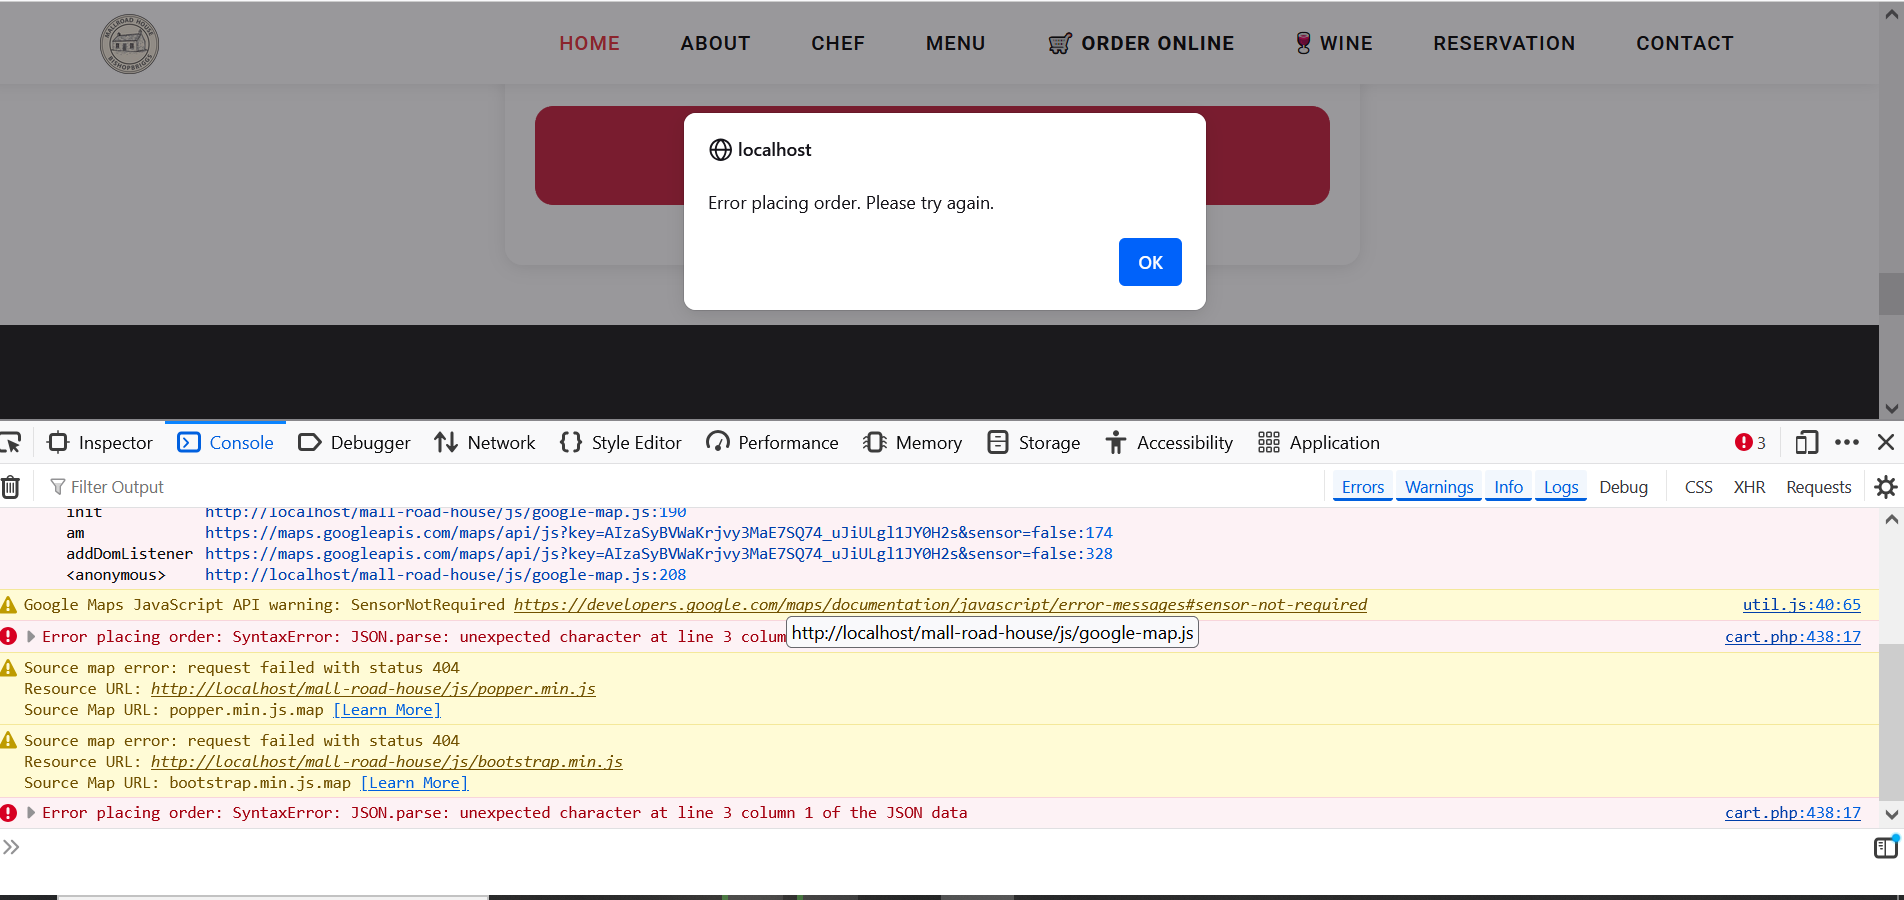 MALLROAD HOUSE
BISHOPBRIGGS
HOME
ABOUT
CHEF
MENU
ORDER ONLINE
WINE
RESERVATION
CONTACT
localhost
Error placing order. Please try again.
OK
Inspector
Console
Debugger
Network
Style Editor
Performance
Memory
Storage
Accessibility
Application
3
Filter Output
Errors
Warnings
Info
Logs
Debug
CSS
XHR
Requests
init http://localhost/mall-road-house/js/google-map.js:190
am https://maps.googleapis.com/maps/api/js?key=AIzaSyBVWaKrjvy3MaE7SQ74_uJiULgl1JY0H2s&sensor=false:174
addDomListener https://maps.googleapis.com/maps/api/js?key=AIzaSyBVWaKrjvy3MaE7SQ74_uJiULgl1JY0H2s&sensor=false:328
<anonymous> http://localhost/mall-road-house/js/google-map.js:208
Google Maps JavaScript API warning: SensorNotRequired https://developers.google.com/maps/documentation/javascript/error-messages#sensor-not-required util.js:40:65
Error placing order: SyntaxError: JSON.parse: unexpected character at line 3 colum
http://localhost/mall-road-house/js/google-map.js
cart.php:438:17
Source map error: request failed with status 404
Resource URL: http://localhost/mall-road-house/js/popper.min.js
Source Map URL: popper.min.js.map [Learn More]
Source map error: request failed with status 404
Resource URL: http://localhost/mall-road-house/js/bootstrap.min.js
Source Map URL: bootstrap.min.js.map [Learn More]
Error placing order: SyntaxError: JSON.parse: unexpected character at line 3 column 1 of the JSON data cart.php:438:17